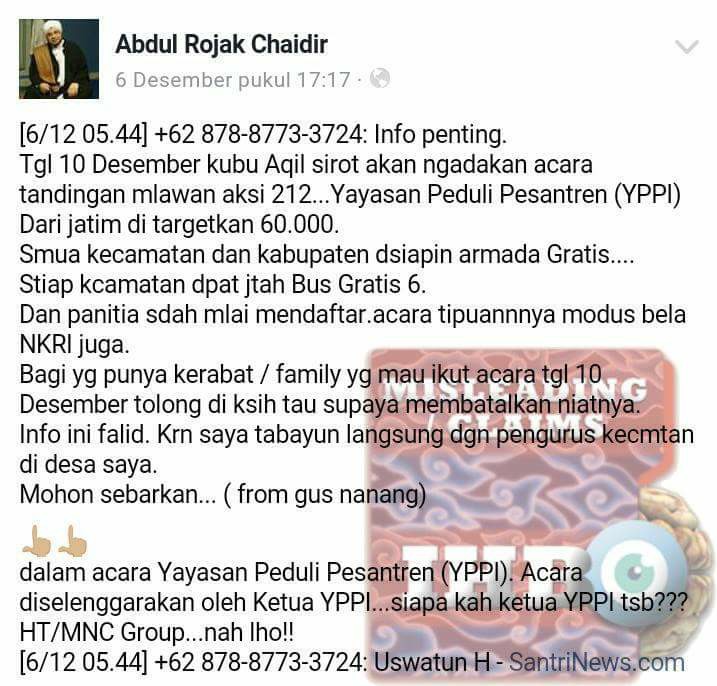 Abdul Rojak Chaidir
6 Desember pukul 17:17 ·
[6/12 05.44] +62 878-8773-3724: Info penting.
Tgl 10 Desember kubu Aqil sirot akan ngadakan acara
tandingan mlawan aksi 212...Yayasan Peduli Pesantren (YPPI)
Dari jatim di targetkan 60.000.
Smua kecamatan dan kabupaten dsiapin armada Gratis....
Stiap kcamatan dpat jtah Bus Gratis 6.
Dan panitia sdah mlai mendaftar.acara tipuannnya modus bela
NKRI juga.
Bagi yg punya kerabat / family yg mau ikut acara tgl 10
Desember tolong di ksih tau supaya membatalkan niatnya.
Info ini falid. Krn saya tabayun langsung dgn pengurus kecmtan
di desa saya.
Mohon sebarkan... ( from gus nanang)
dalam acara Yayasan Peduli Pesantren (YPPI). Acara
diselenggarakan oleh Ketua YPPI...siapa kah ketua YPPI tsb???
HT/MNC Group...nah lho!!
[6/12 05.44] +62 878-8773-3724: Uswatun H - SantriNews.com
MISLEADING
CLAIMS